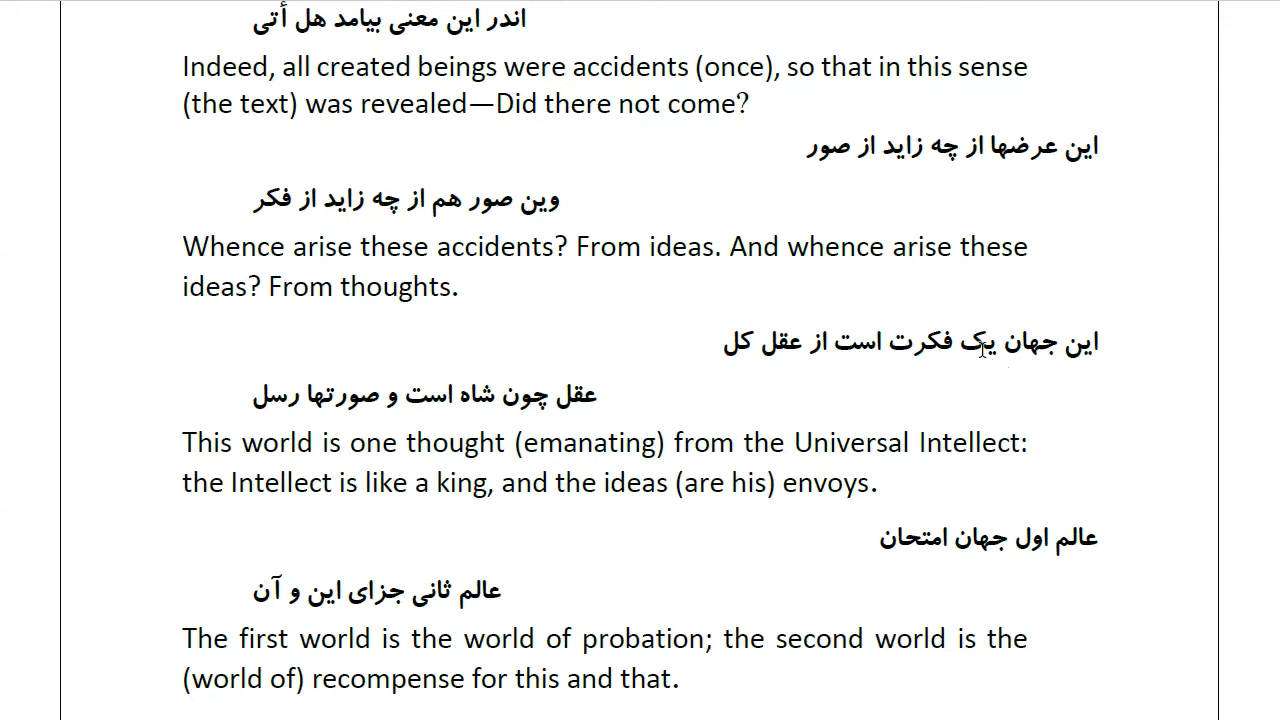 اندر این معنی بیامد هل أتی
Indeed, all created beings were accidents (once), so that in this sense
(the text) was revealed—Did there not come?
این عرضها از چه زاید از صور
وین صور هم از چه زاید از فکر
Whence arise these accidents? From ideas. And whence arise these
ideas? From thoughts.
این جهان یک فکرت است از عقل کل
عقل چون شاه است و صورتها رسل
This world is one thought (emanating) from the Universal Intellect:
the Intellect is like a king, and the ideas (are his) envoys.
عالم اول جهان امتحان
عالم ثانی جزای این و آن
The first world is the world of probation; the second world is the
(world of) recompense for this and that.